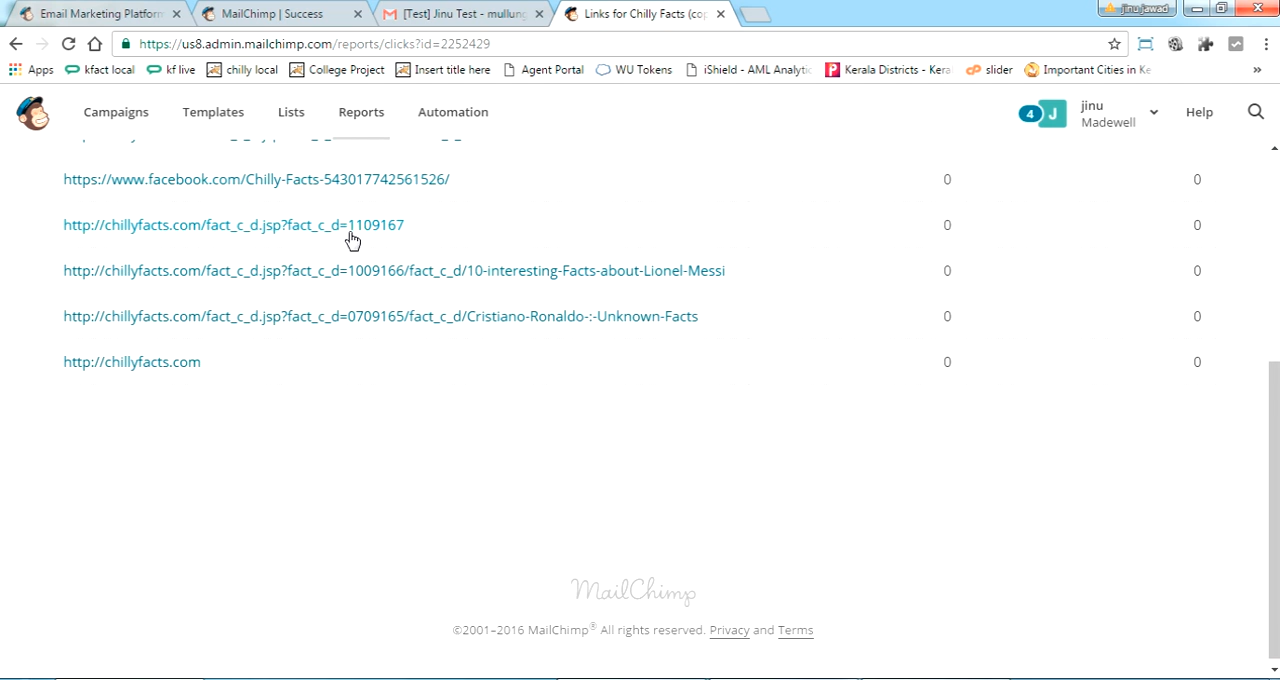 Email Marketing Platform
MailChimp | Success
[Test] Jinu Test - mullung
Links for Chilly Facts (cop
jinu jawad
https://us8.admin.mailchimp.com/reports/clicks?id=2252429
Apps
kfact local
kf live
chilly local
College Project
Insert title here
Agent Portal
WU Tokens
iShield - AML Analytic
Kerala Districts - Kera
slider
Important Cities in Ke
»
Campaigns
Templates
Lists
Reports
Automation
4
J
jinu
Madewell
Help
https://www.facebook.com/Chilly-Facts-543017742561526/ 0 0
http://chillyfacts.com/fact_c_d.jsp?fact_c_d=1109167 0 0
http://chillyfacts.com/fact_c_d.jsp?fact_c_d=1009166/fact_c_d/10-interesting-Facts-about-Lionel-Messi 0 0
http://chillyfacts.com/fact_c_d.jsp?fact_c_d=0709165/fact_c_d/Cristiano-Ronaldo-:-Unknown-Facts 0 0
http://chillyfacts.com 0 0
MailChimp
©2001–2016 MailChimp® All rights reserved. Privacy and Terms